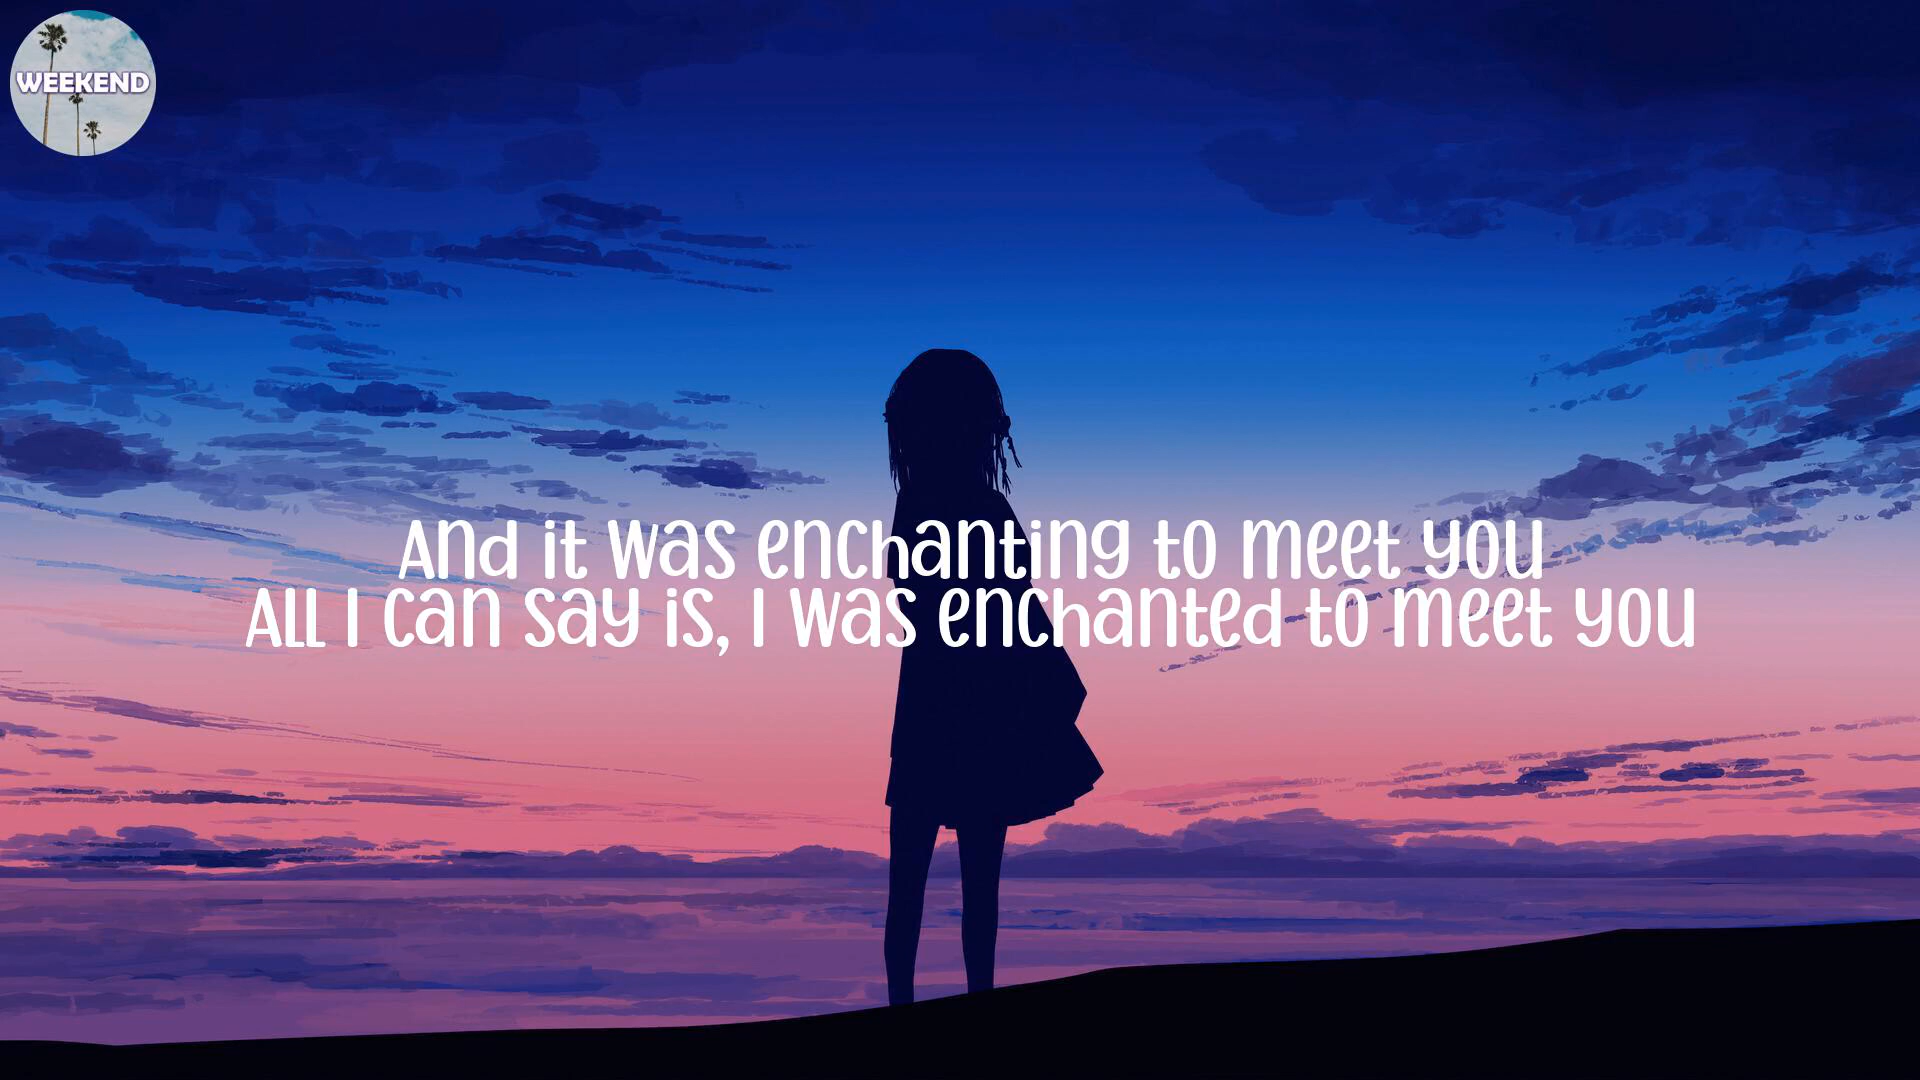 WEEKEND
And it was enchanting to meet you
All I can say is, I was enchanted to meet you